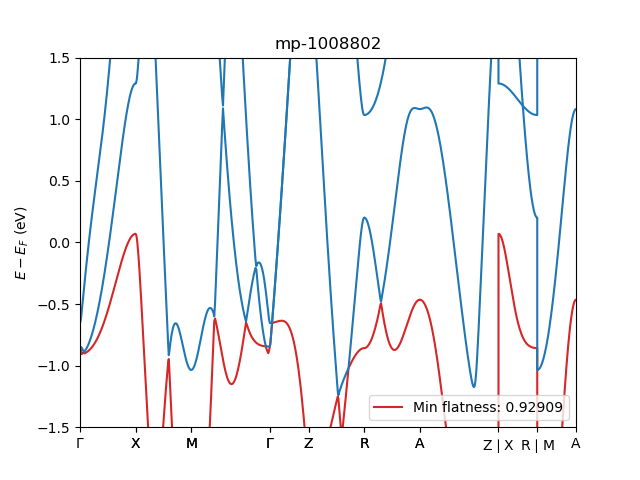 mp-1008802
E − E_F (eV)
1.5
1.0
0.5
0.0
−0.5
−1.0
−1.5
Min flatness: 0.92909
Γ X M Γ Z R A Z | X R | M A